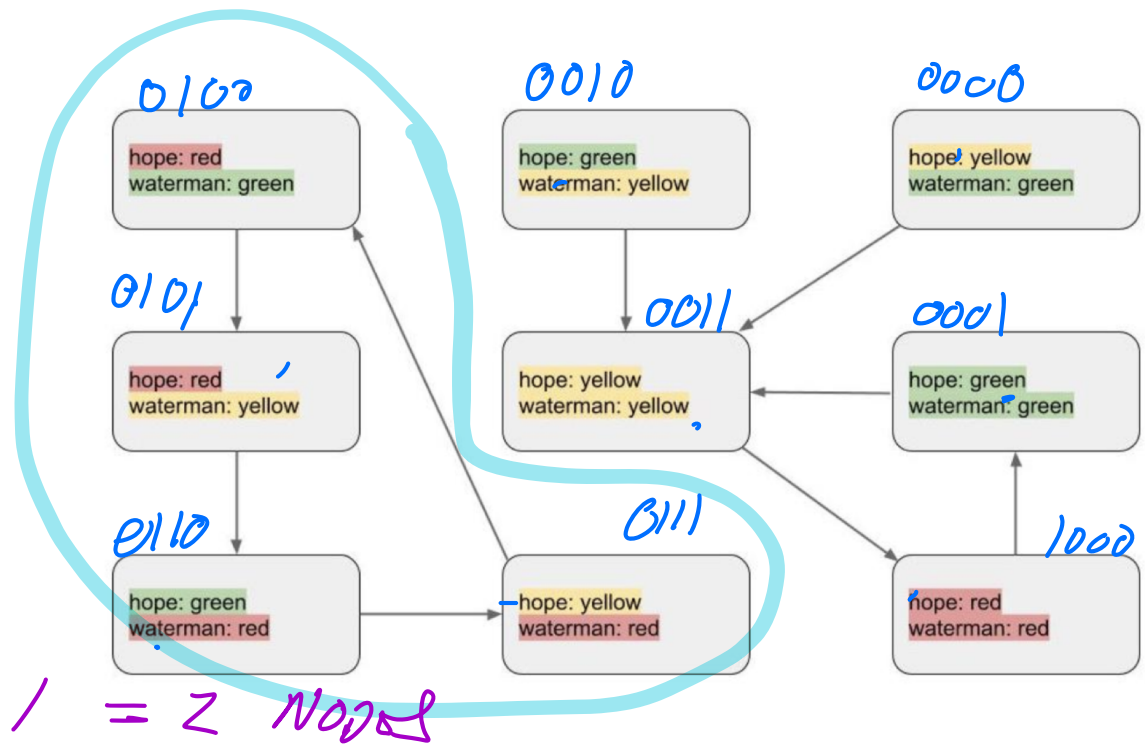 0100
hope: red
waterman: green
0010
hope: green
waterman: yellow
0000
hope: yellow
waterman: green
0101
hope: red
waterman: yellow
0011
hope: yellow
waterman: yellow
0001
hope: green
waterman: green
0110
hope: green
waterman: red
0111
hope: yellow
waterman: red
1000
hope: red
waterman: red
1 = 2